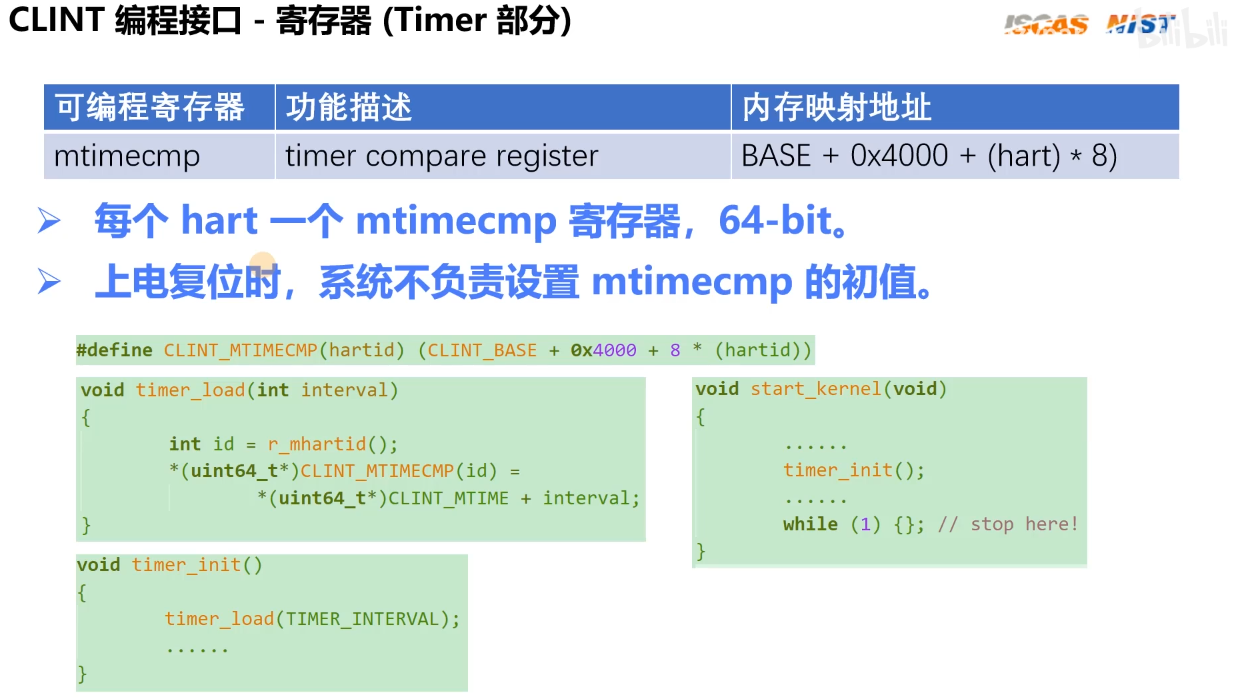 CLINT 编程接口 - 寄存器 (Timer 部分)
ISCAS MIST
bilibili
可编程寄存器 功能描述 内存映射地址
mtimecmp timer compare register BASE + 0x4000 + (hart) * 8)
➢ 每个 hart 一个 mtimecmp 寄存器，64-bit。
➢ 上电复位时，系统不负责设置 mtimecmp 的初值。
#define CLINT_MTIMECMP(hartid) (CLINT_BASE + 0x4000 + 8 * (hartid))
void timer_load(int interval)
{
int id = r_mhartid();
*(uint64_t*)CLINT_MTIMECMP(id) =
*(uint64_t*)CLINT_MTIME + interval;
}
void timer_init()
{
timer_load(TIMER_INTERVAL);
......
}
void start_kernel(void)
{
......
timer_init();
......
while (1) {}; // stop here!
}